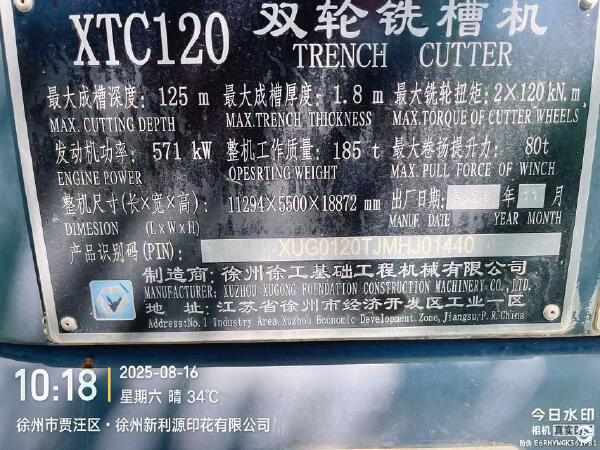 XTC120 双轮铣槽机
TRENCH CUTTER
最大成槽深度: 125 m 最大成槽厚度: 1.8 m 最大铣轮扭矩: 2×120 kN.m
MAX. CUTTING DEPTH MAX.TRENCH THICKNESS MAX.TORQUE OF CUTTER WHEELS
发动机功率: 571 kW 整机工作质量: 185 t 最大卷扬提升力: 80t
ENGINE POWER OPESRTING WEIGHT MAX. PULL FORCE OF WINCH
整机尺寸(长×宽×高): 11294×5500×18872 mm 出厂日期: 年 11 月
DIMESION (L×W×H) MANUF. DATE YEAR MONTH
产品识别码(PIN): XUG0120TJMHJ01440
制造商: 徐州徐工基础工程机械有限公司
MANUFACTURER: XUZHOU XUGONG FOUNDATION CONSTRUCTION MACHINERY CO., LTD.
地 址: 江苏省徐州市经济开发区工业一区
Address:No.1 Industry Area,Xuzhou Economic Development Zone,Jiangsu,P.R.China
10:18 2025-08-16
星期六 晴 34℃
徐州市贾汪区·徐州新利源印花有限公司
今日水印
相机 真实
防伪